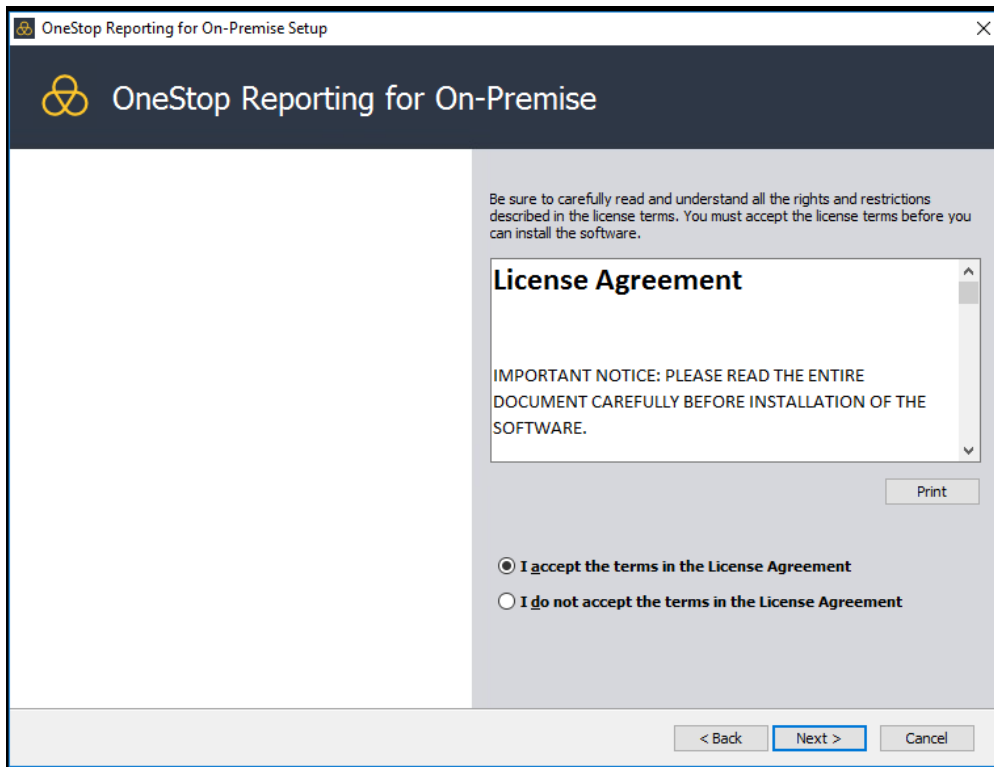 OneStop Reporting for On-Premise Setup
OneStop Reporting for On-Premise
Be sure to carefully read and understand all the rights and restrictions
described in the license terms. You must accept the license terms before you
can install the software.
License Agreement
IMPORTANT NOTICE: PLEASE READ THE ENTIRE
DOCUMENT CAREFULLY BEFORE INSTALLATION OF THE
SOFTWARE.
Print
I accept the terms in the License Agreement
I do not accept the terms in the License Agreement
< Back
Next >
Cancel